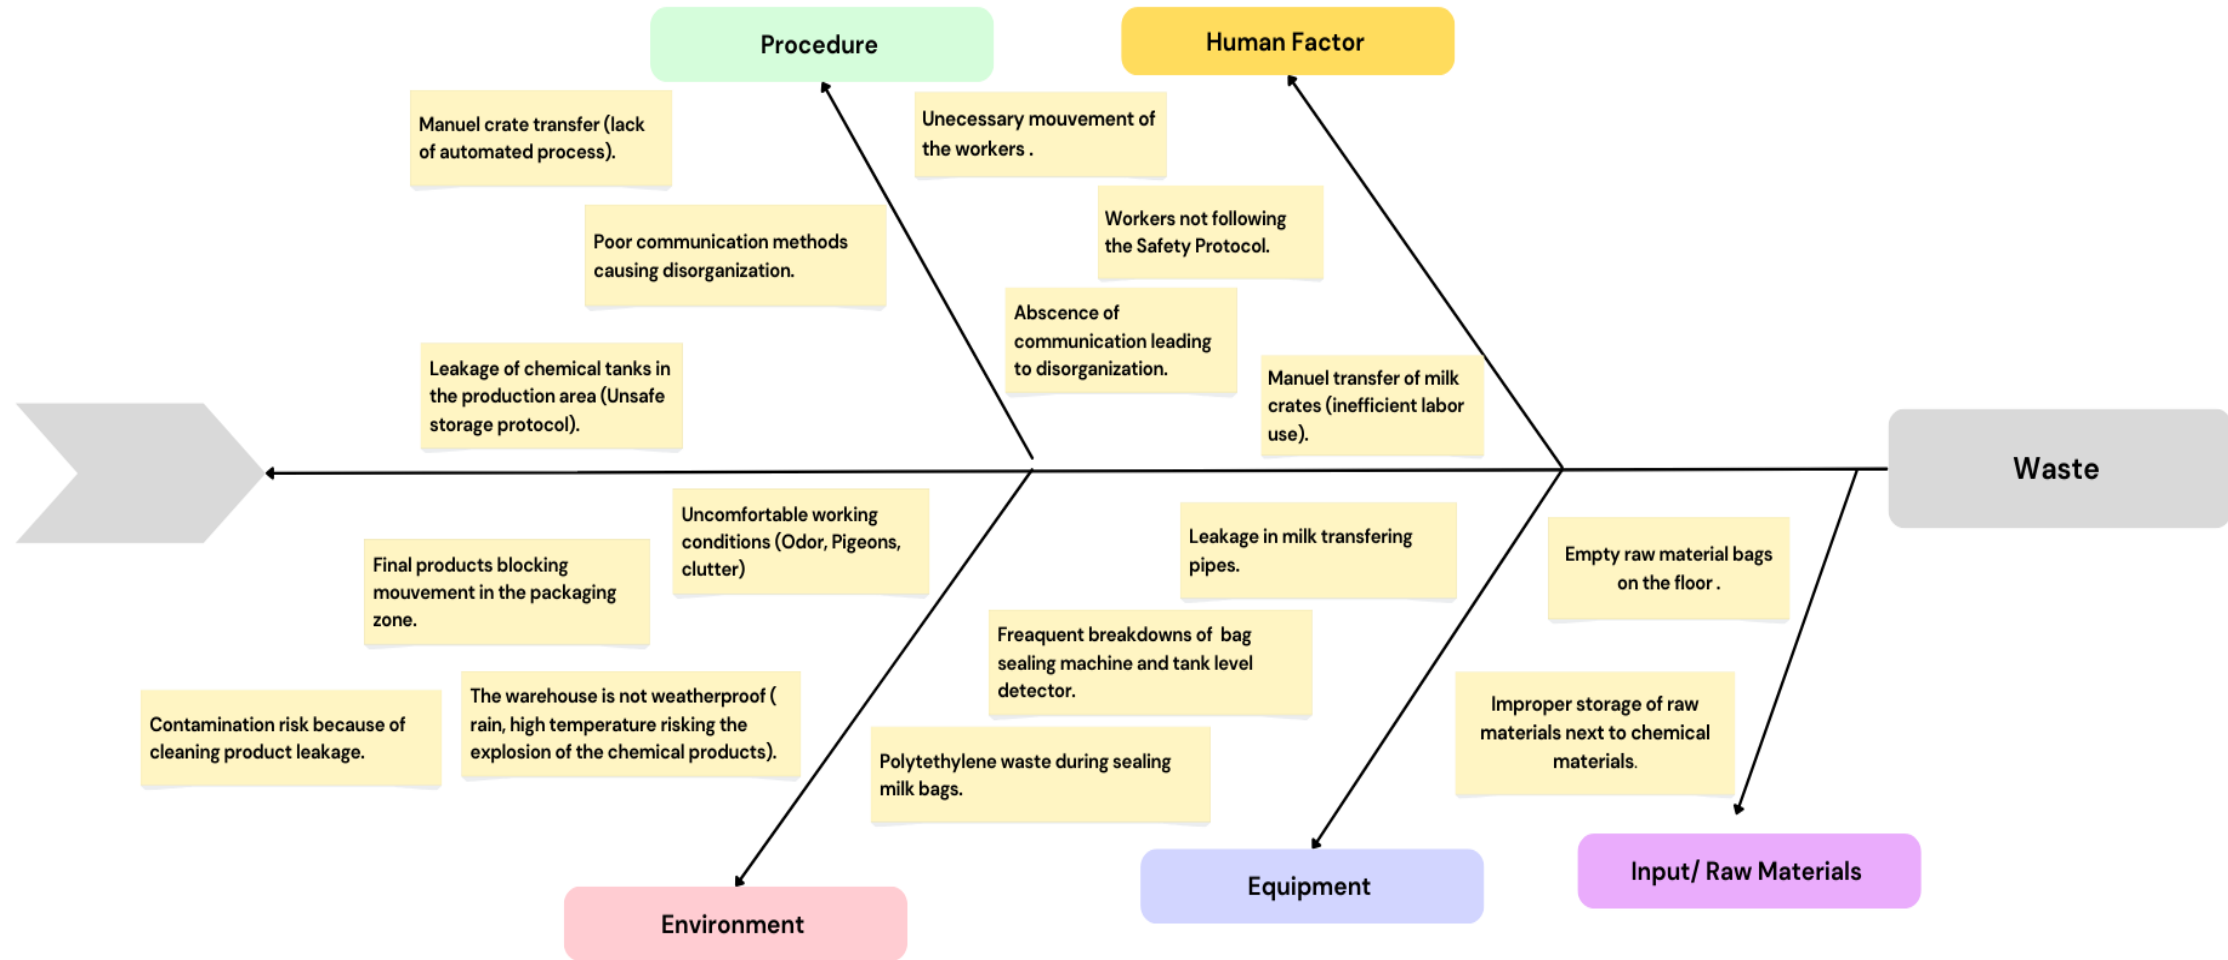 Procedure
Human Factor
Manuel crate transfer (lack
of automated process).
Unecessary mouvement of
the workers .
Poor communication methods
causing disorganization.
Workers not following
the Safety Protocol.
Abscence of
communication leading
to disorganization.
Leakage of chemical tanks in
the production area (Unsafe
storage protocol).
Manuel transfer of milk
crates (inefficient labor
use).
Waste
Uncomfortable working
conditions (Odor, Pigeons,
clutter)
Final products blocking
mouvement in the packaging
zone.
Leakage in milk transfering
pipes.
Empty raw material bags
on the floor .
Freaquent breakdowns of  bag
sealing machine and tank level
detector.
Contamination risk because of
cleaning product leakage.
The warehouse is not weatherproof (
rain, high temperature risking the
explosion of the chemical products).
Polytethylene waste during sealing
milk bags.
Improper storage of raw
materials next to chemical
materials.
Environment
Equipment
Input/ Raw Materials